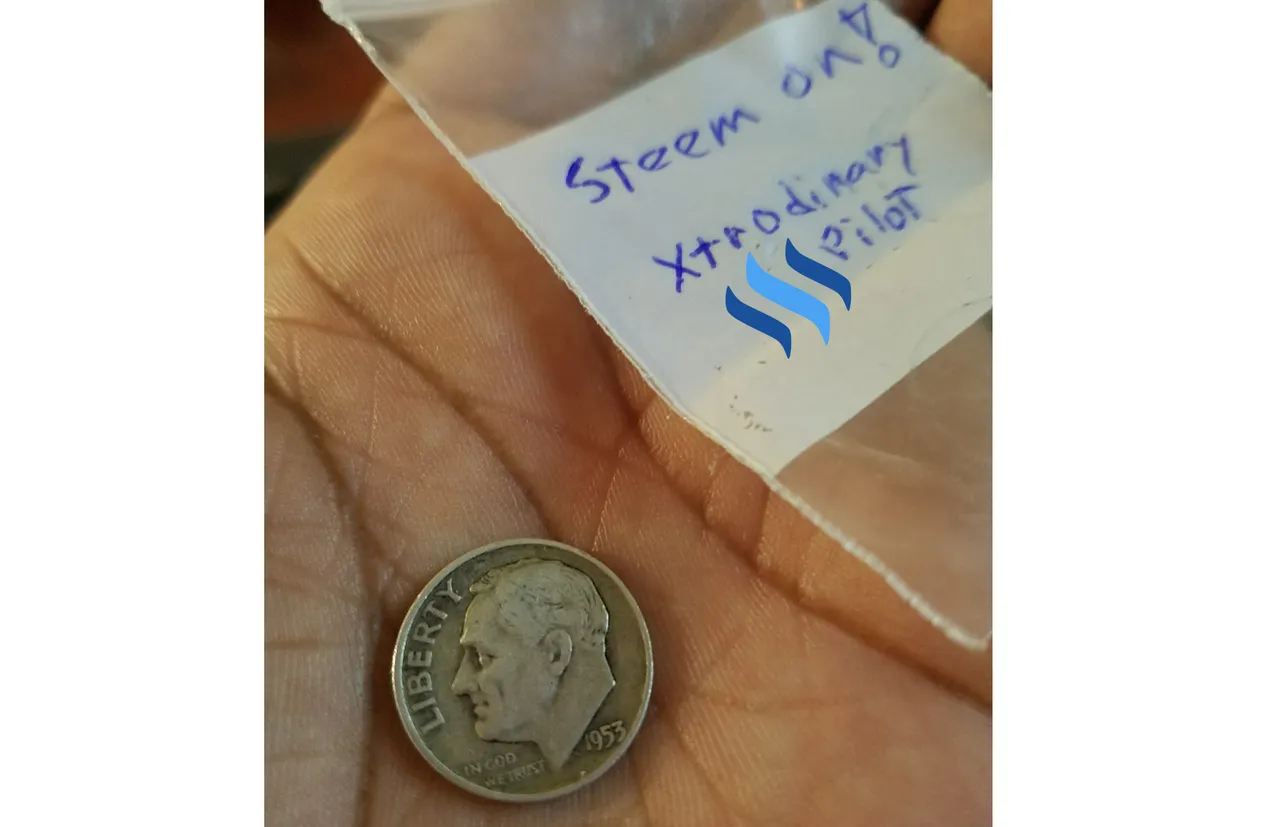 Steem on!
Xtrodinary
Pilot
LIBERTY
IN GOD
WE TRUST
1953